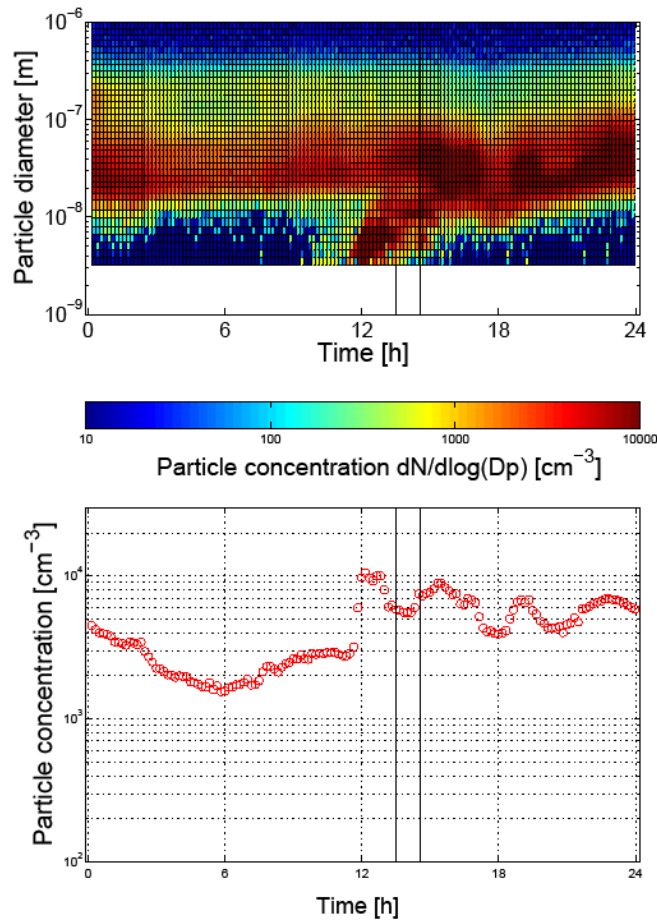 10^-6
10^-7
10^-8
10^-9
Particle diameter [m]
0 6 12 18 24
Time [h]
10 100 1000 10000
Particle concentration dN/dlog(Dp) [cm^-3]
Particle concentration [cm^-3]
10^4
10^3
10^2
0 6 12 18 24
Time [h]